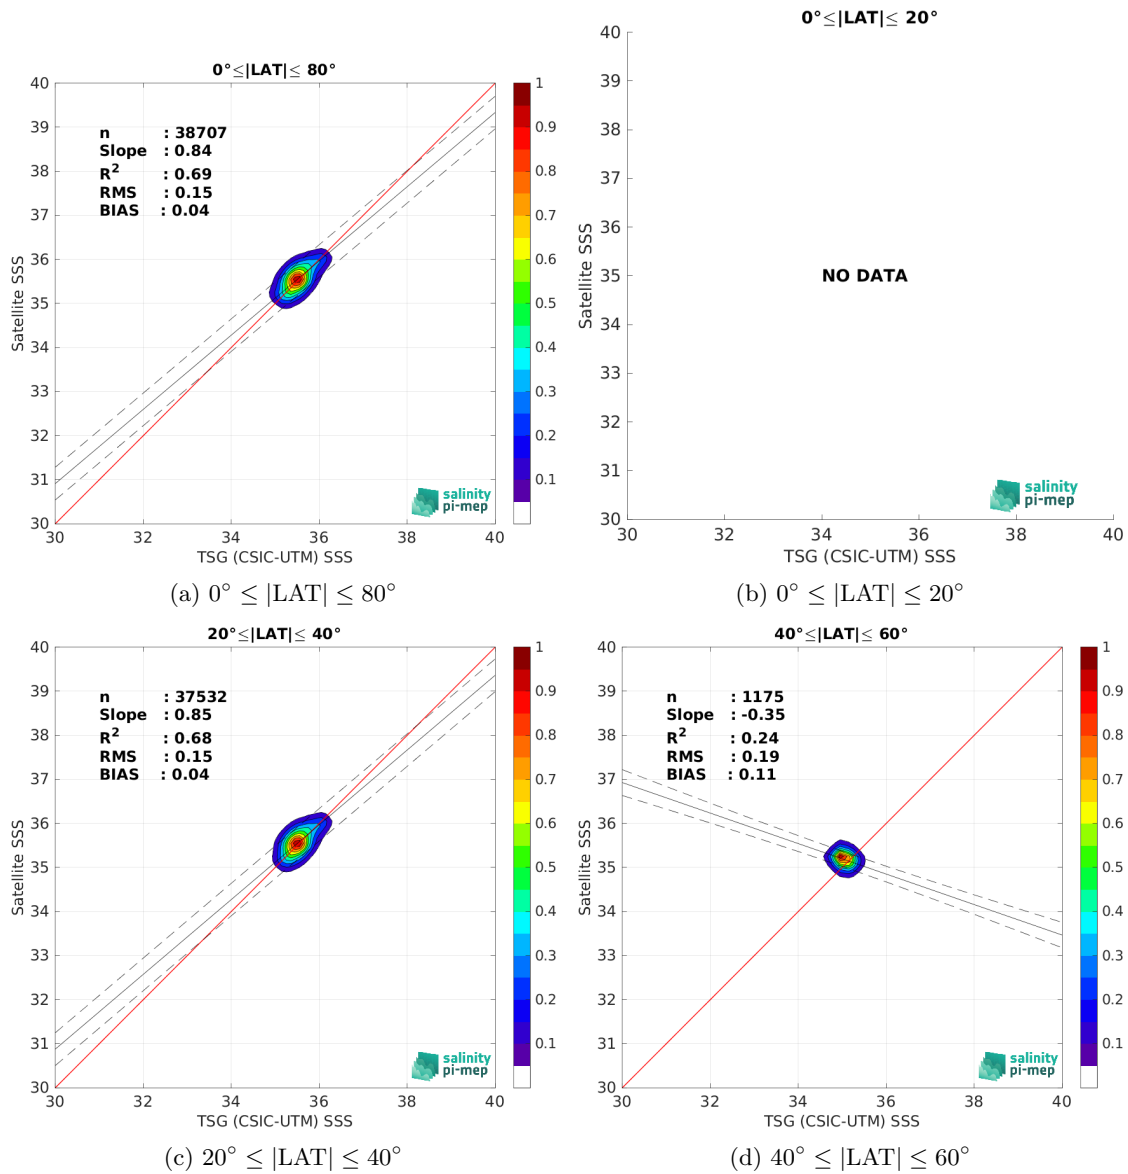 0°≤|LAT|≤ 80°
40
39
38
37
36
35
34
33
32
31
30
30 32 34 36 38 40
Satellite SSS
TSG (CSIC-UTM) SSS
n : 38707
Slope : 0.84
R² : 0.69
RMS : 0.15
BIAS : 0.04
salinity
pi-mep
1
0.9
0.8
0.7
0.6
0.5
0.4
0.3
0.2
0.1
(a) 0° ≤ |LAT| ≤ 80°
0°≤|LAT|≤ 20°
40
39
38
37
36
35
34
33
32
31
30
30 32 34 36 38 40
Satellite SSS
TSG (CSIC-UTM) SSS
NO DATA
salinity
pi-mep
(b) 0° ≤ |LAT| ≤ 20°
20°≤|LAT|≤ 40°
40
39
38
37
36
35
34
33
32
31
30
30 32 34 36 38 40
Satellite SSS
TSG (CSIC-UTM) SSS
n : 37532
Slope : 0.85
R² : 0.68
RMS : 0.15
BIAS : 0.04
salinity
pi-mep
1
0.9
0.8
0.7
0.6
0.5
0.4
0.3
0.2
0.1
(c) 20° ≤ |LAT| ≤ 40°
40°≤|LAT|≤ 60°
40
39
38
37
36
35
34
33
32
31
30
30 32 34 36 38 40
Satellite SSS
TSG (CSIC-UTM) SSS
n : 1175
Slope : -0.35
R² : 0.24
RMS : 0.19
BIAS : 0.11
salinity
pi-mep
1
0.9
0.8
0.7
0.6
0.5
0.4
0.3
0.2
0.1
(d) 40° ≤ |LAT| ≤ 60°